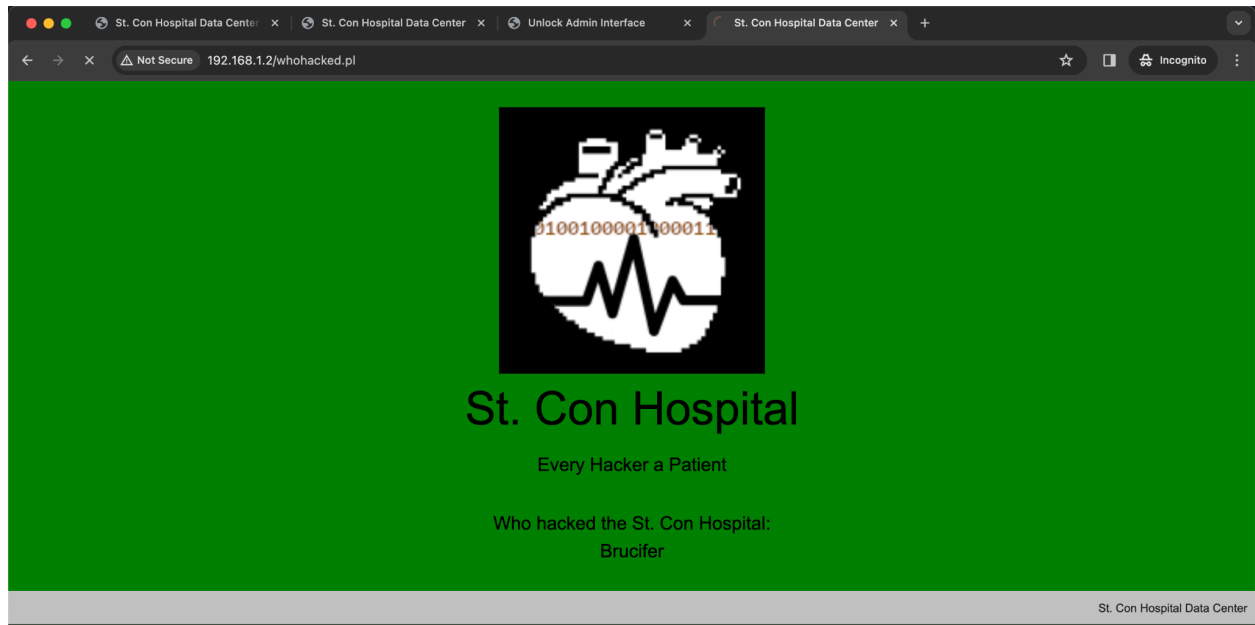 St. Con Hospital Data Center
St. Con Hospital Data Center
Unlock Admin Interface
St. Con Hospital Data Center
Not Secure 192.168.1.2/whohacked.pl
Incognito
St. Con Hospital
Every Hacker a Patient
Who hacked the St. Con Hospital:
Brucifer
St. Con Hospital Data Center